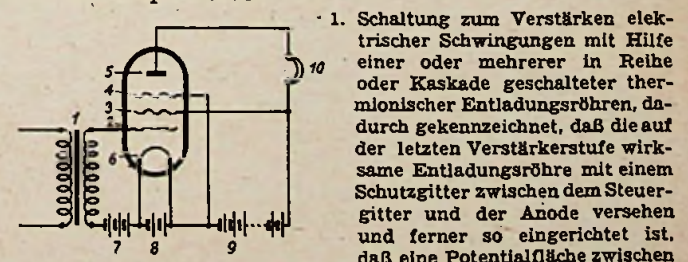 1. Schaltung zum Verstärken elek-
trischer Schwingungen mit Hilfe
einer oder mehrerer in Reihe
oder Kaskade geschalteter ther-
mionischer Entladungsröhren, da-
durch gekennzeichnet, daß die auf
der letzten Verstärkerstufe wirk-
same Entladungsröhre mit einem
Schutzgitter zwischen dem Steuer-
gitter und der Anode versehen
und ferner so eingerichtet ist,
daß eine Potentialfläche zwischen
5
4
3
2
1
6
10
7
8
9